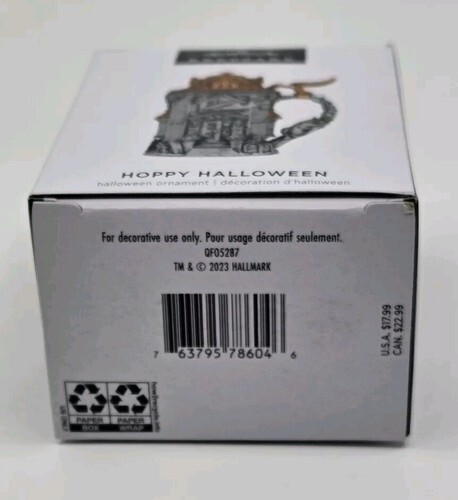 HOPPY HALLOWEEN
halloween ornament | décoration d'halloween
For decorative use only. Pour usage décoratif seulement.
QFO5287
TM & © 2023 HALLMARK
7 63795 78604 6
U.S.A. $17.99
CAN. $22.99
PAPER BOX
PAPER WRAP